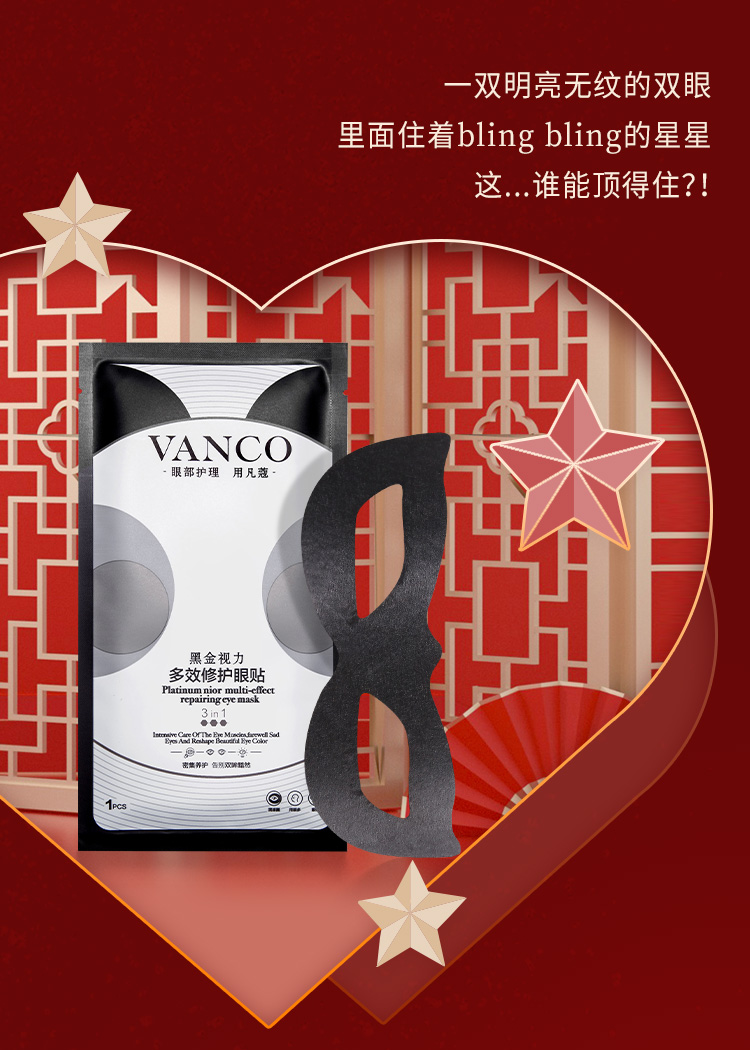 一双明亮无纹的双眼
里面住着bling bling的星星
这...谁能顶得住?!
VANCO
- 眼部护理 用凡蔻 -
黑金视力
多效修护眼贴
Platinum nior multi-effect
repairing eye mask
3 in 1
Intensive Care Of The Eye Muscles,farewell Sad
Eyes And Reshape Beautiful Eye Color
密集养护 告别双眸黯然
1PCS